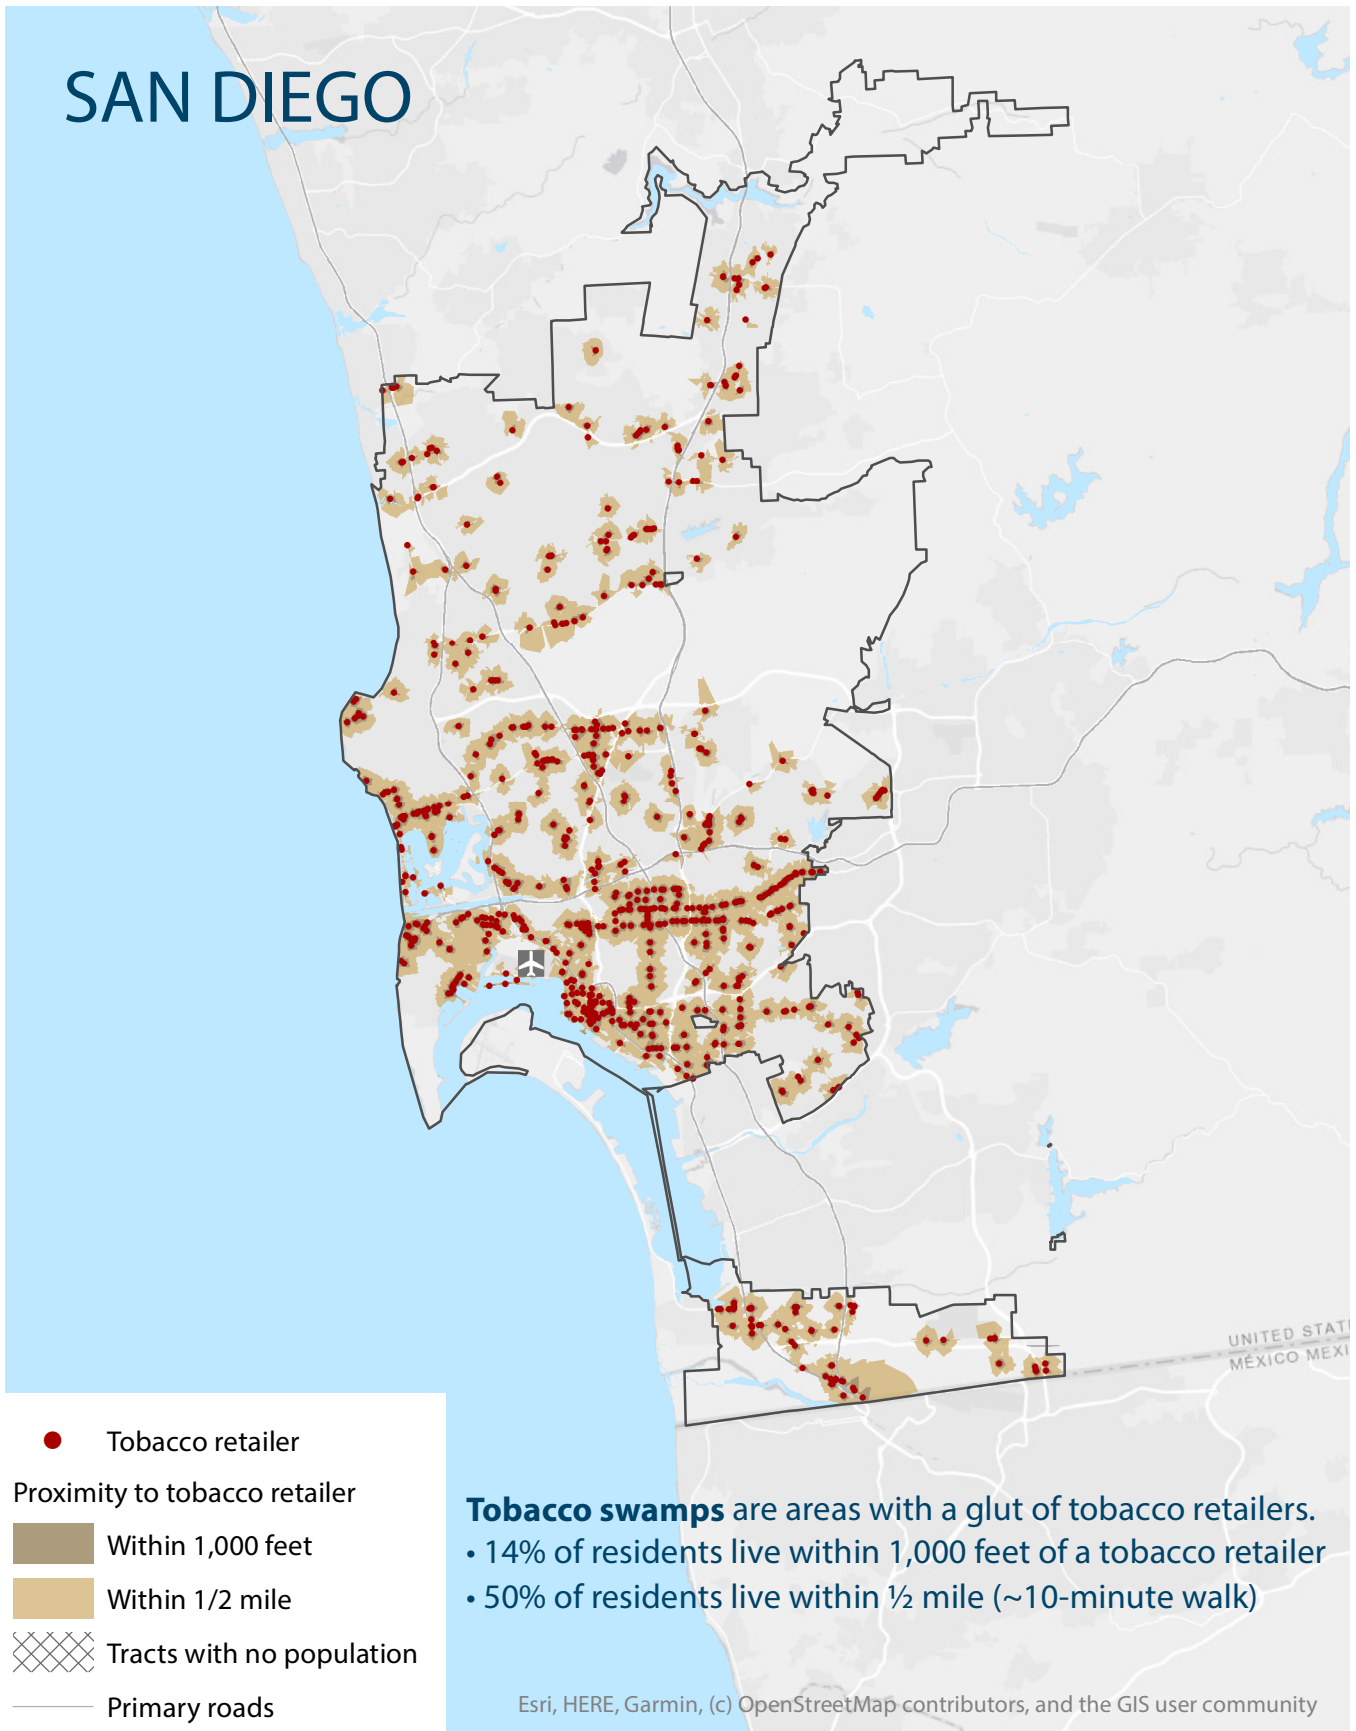 SAN DIEGO
UNITED STAT
MÉXICO MEXI
Tobacco retailer
Proximity to tobacco retailer
Within 1,000 feet
Within 1/2 mile
Tracts with no population
Primary roads
Tobacco swamps are areas with a glut of tobacco retailers.
• 14% of residents live within 1,000 feet of a tobacco retailer
• 50% of residents live within ½ mile (~10-minute walk)
Esri, HERE, Garmin, (c) OpenStreetMap contributors, and the GIS user community